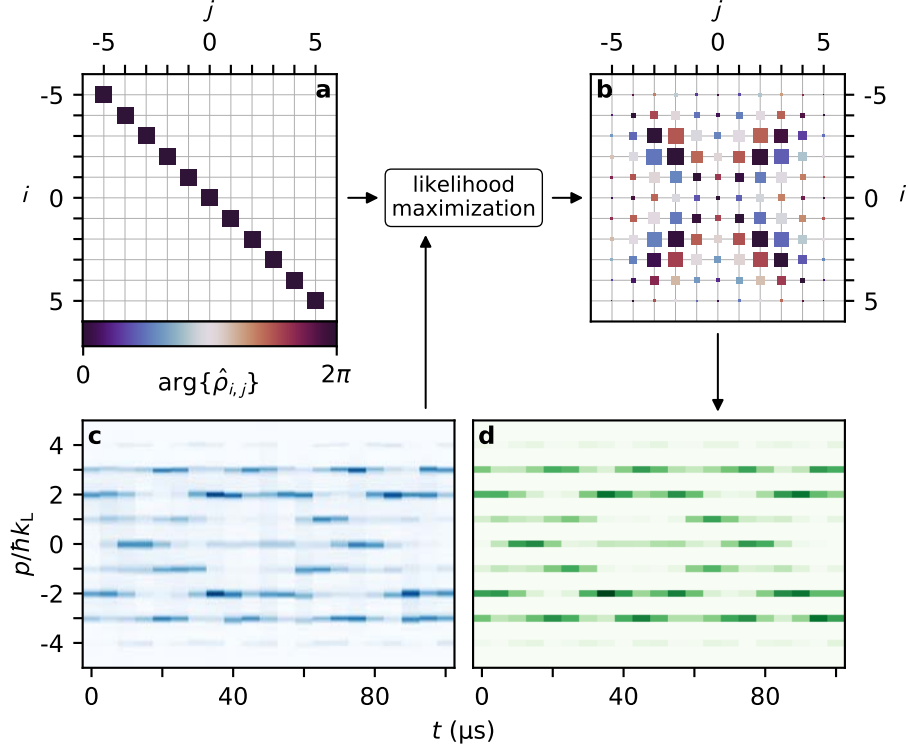 j j
-5 0 5 -5 0 5
a b
-5 -5
i 0 likelihood 0 i
maximization
5 5
0 2π
arg{ρ̂i,j}
c d
4
2
0
-2
-4
p/ħkL
0 40 80 0 40 80
t (μs)